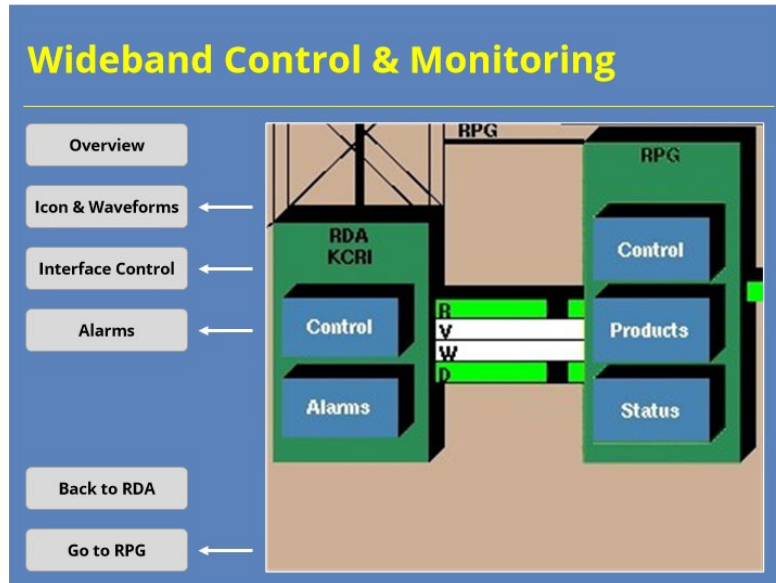 Wideband Control & Monitoring
Overview
Icon & Waveforms
Interface Control
Alarms
Back to RDA
Go to RPG
RPG
RPG
Control
Products
Status
RDA
KCRI
Control
Alarms
R
V
W
D